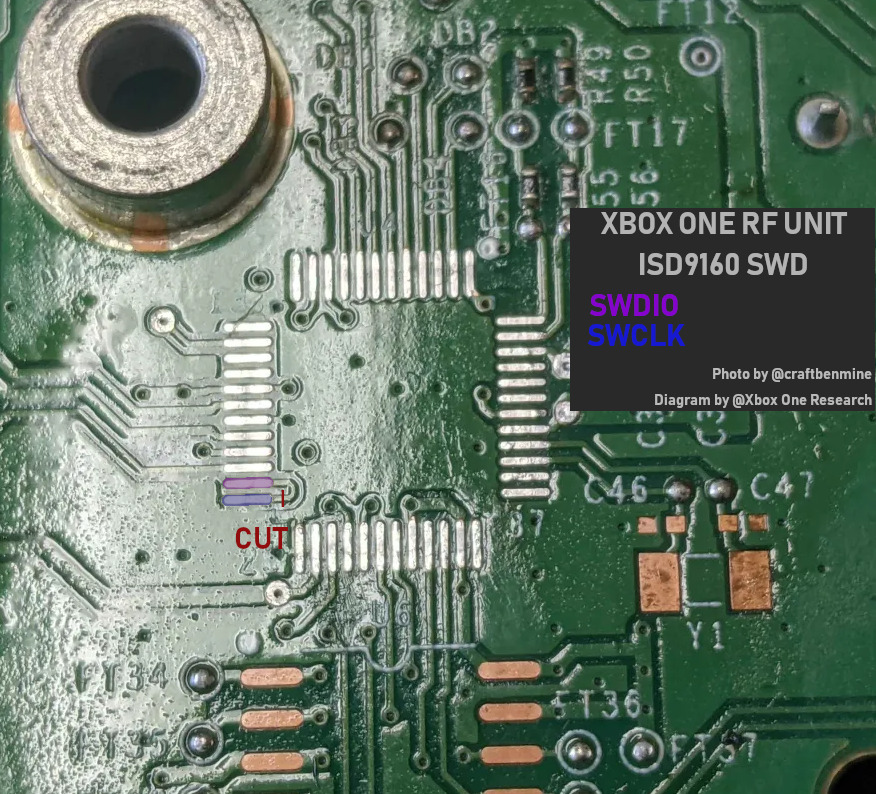 FT12
DB2
R49
R50
FT17
55
56
XBOX ONE RF UNIT
ISD9160 SWD
SWDIO
SWCLK
Photo by @craftbenmine
Diagram by @Xbox One Research
C46
C47
CUT
37
Y1
FT34
FT36
FT35
FT37